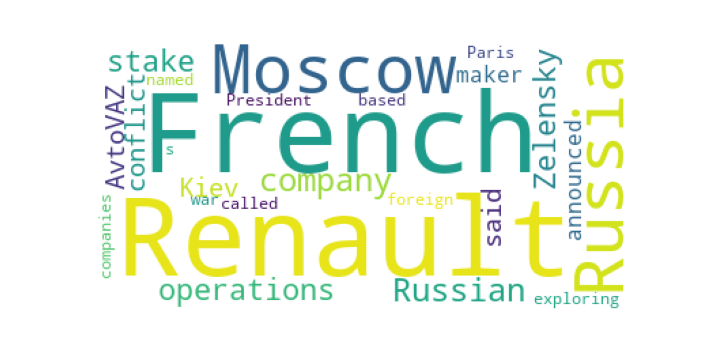 Paris
stake
Moscow
maker
named
President
based
French
Russia
Zelensky
conflict
AvtoVAZ
s
announced
Kiev
company
war
called
foreign
said
companies
Renault
operations
Russian
exploring